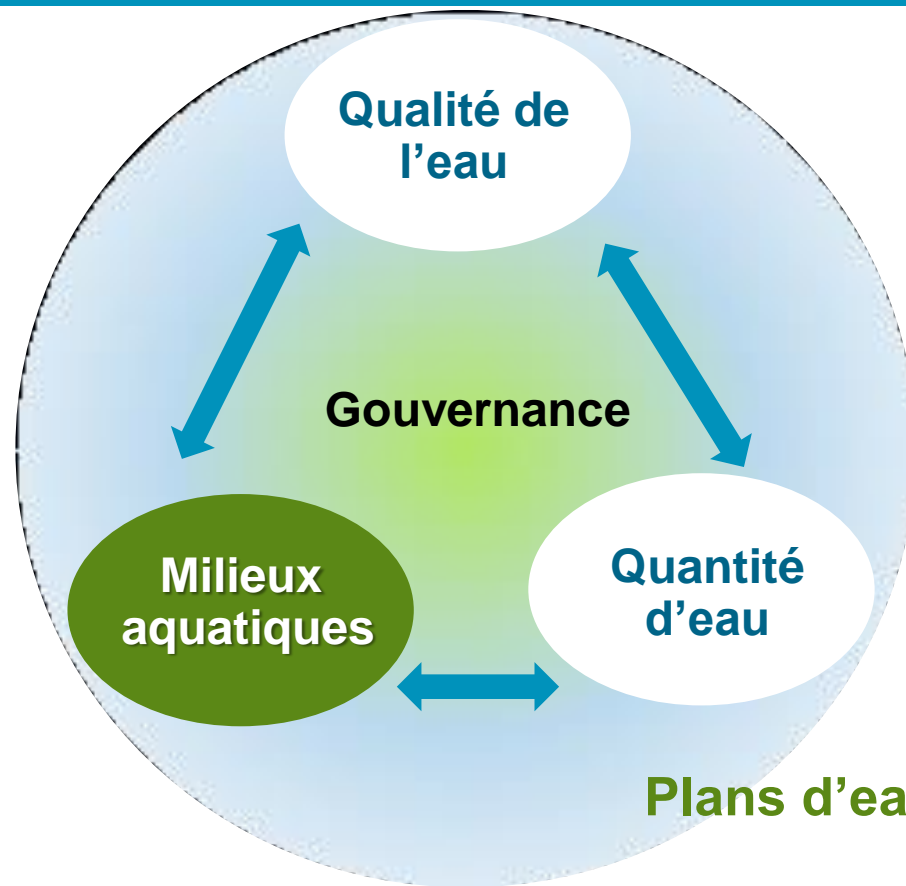 Qualité de
l’eau
Gouvernance
Milieux
aquatiques
Quantité
d’eau
Plans d’ea